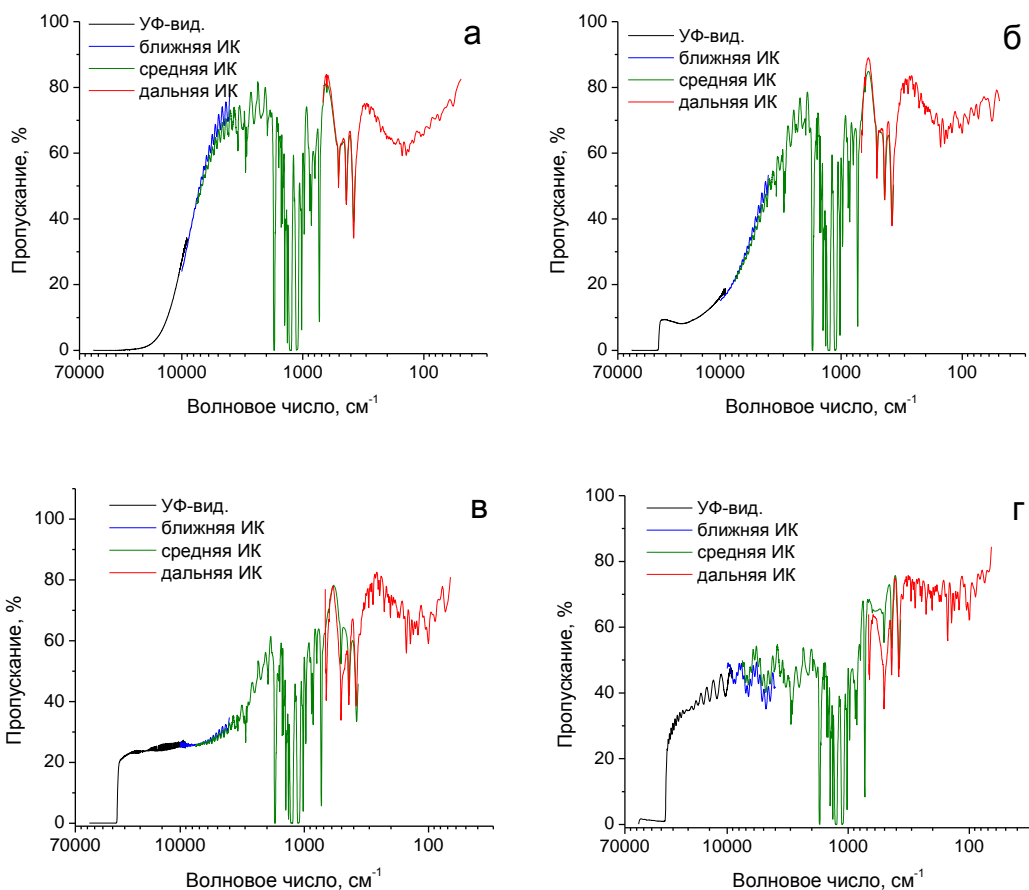 а
УФ-вид.
ближняя ИК
средняя ИК
дальняя ИК
100
80
60
40
20
0
Пропускание, %
70000
10000
1000
100
Волновое число, см-1
б
УФ-вид.
ближняя ИК
средняя ИК
дальняя ИК
100
80
60
40
20
0
Пропускание, %
70000
10000
1000
100
Волновое число, см-1
в
УФ-вид.
ближняя ИК
средняя ИК
дальняя ИК
100
80
60
40
20
0
Пропускание, %
70000
10000
1000
100
Волновое число, см-1
г
УФ-вид.
ближняя ИК
средняя ИК
дальняя ИК
100
80
60
40
20
0
Пропускание, %
70000
10000
1000
100
Волновое число, см-1